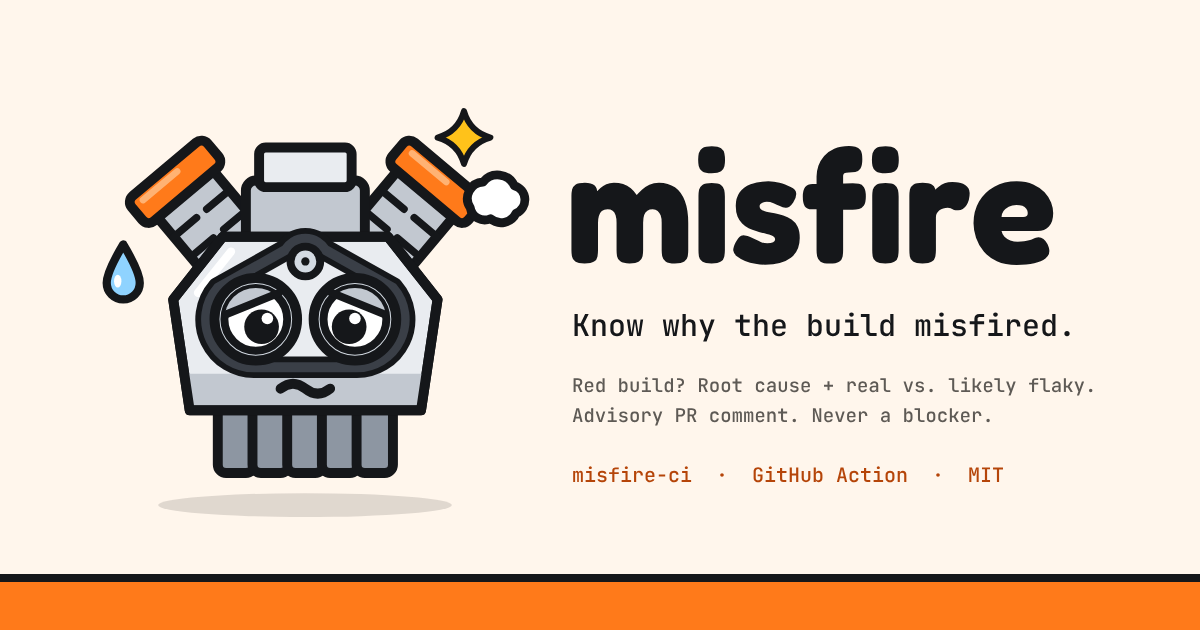 misfire
Know why the build misfired.
Red build? Root cause + real vs. likely flaky.
Advisory PR comment. Never a blocker.
misfire-ci · GitHub Action · MIT